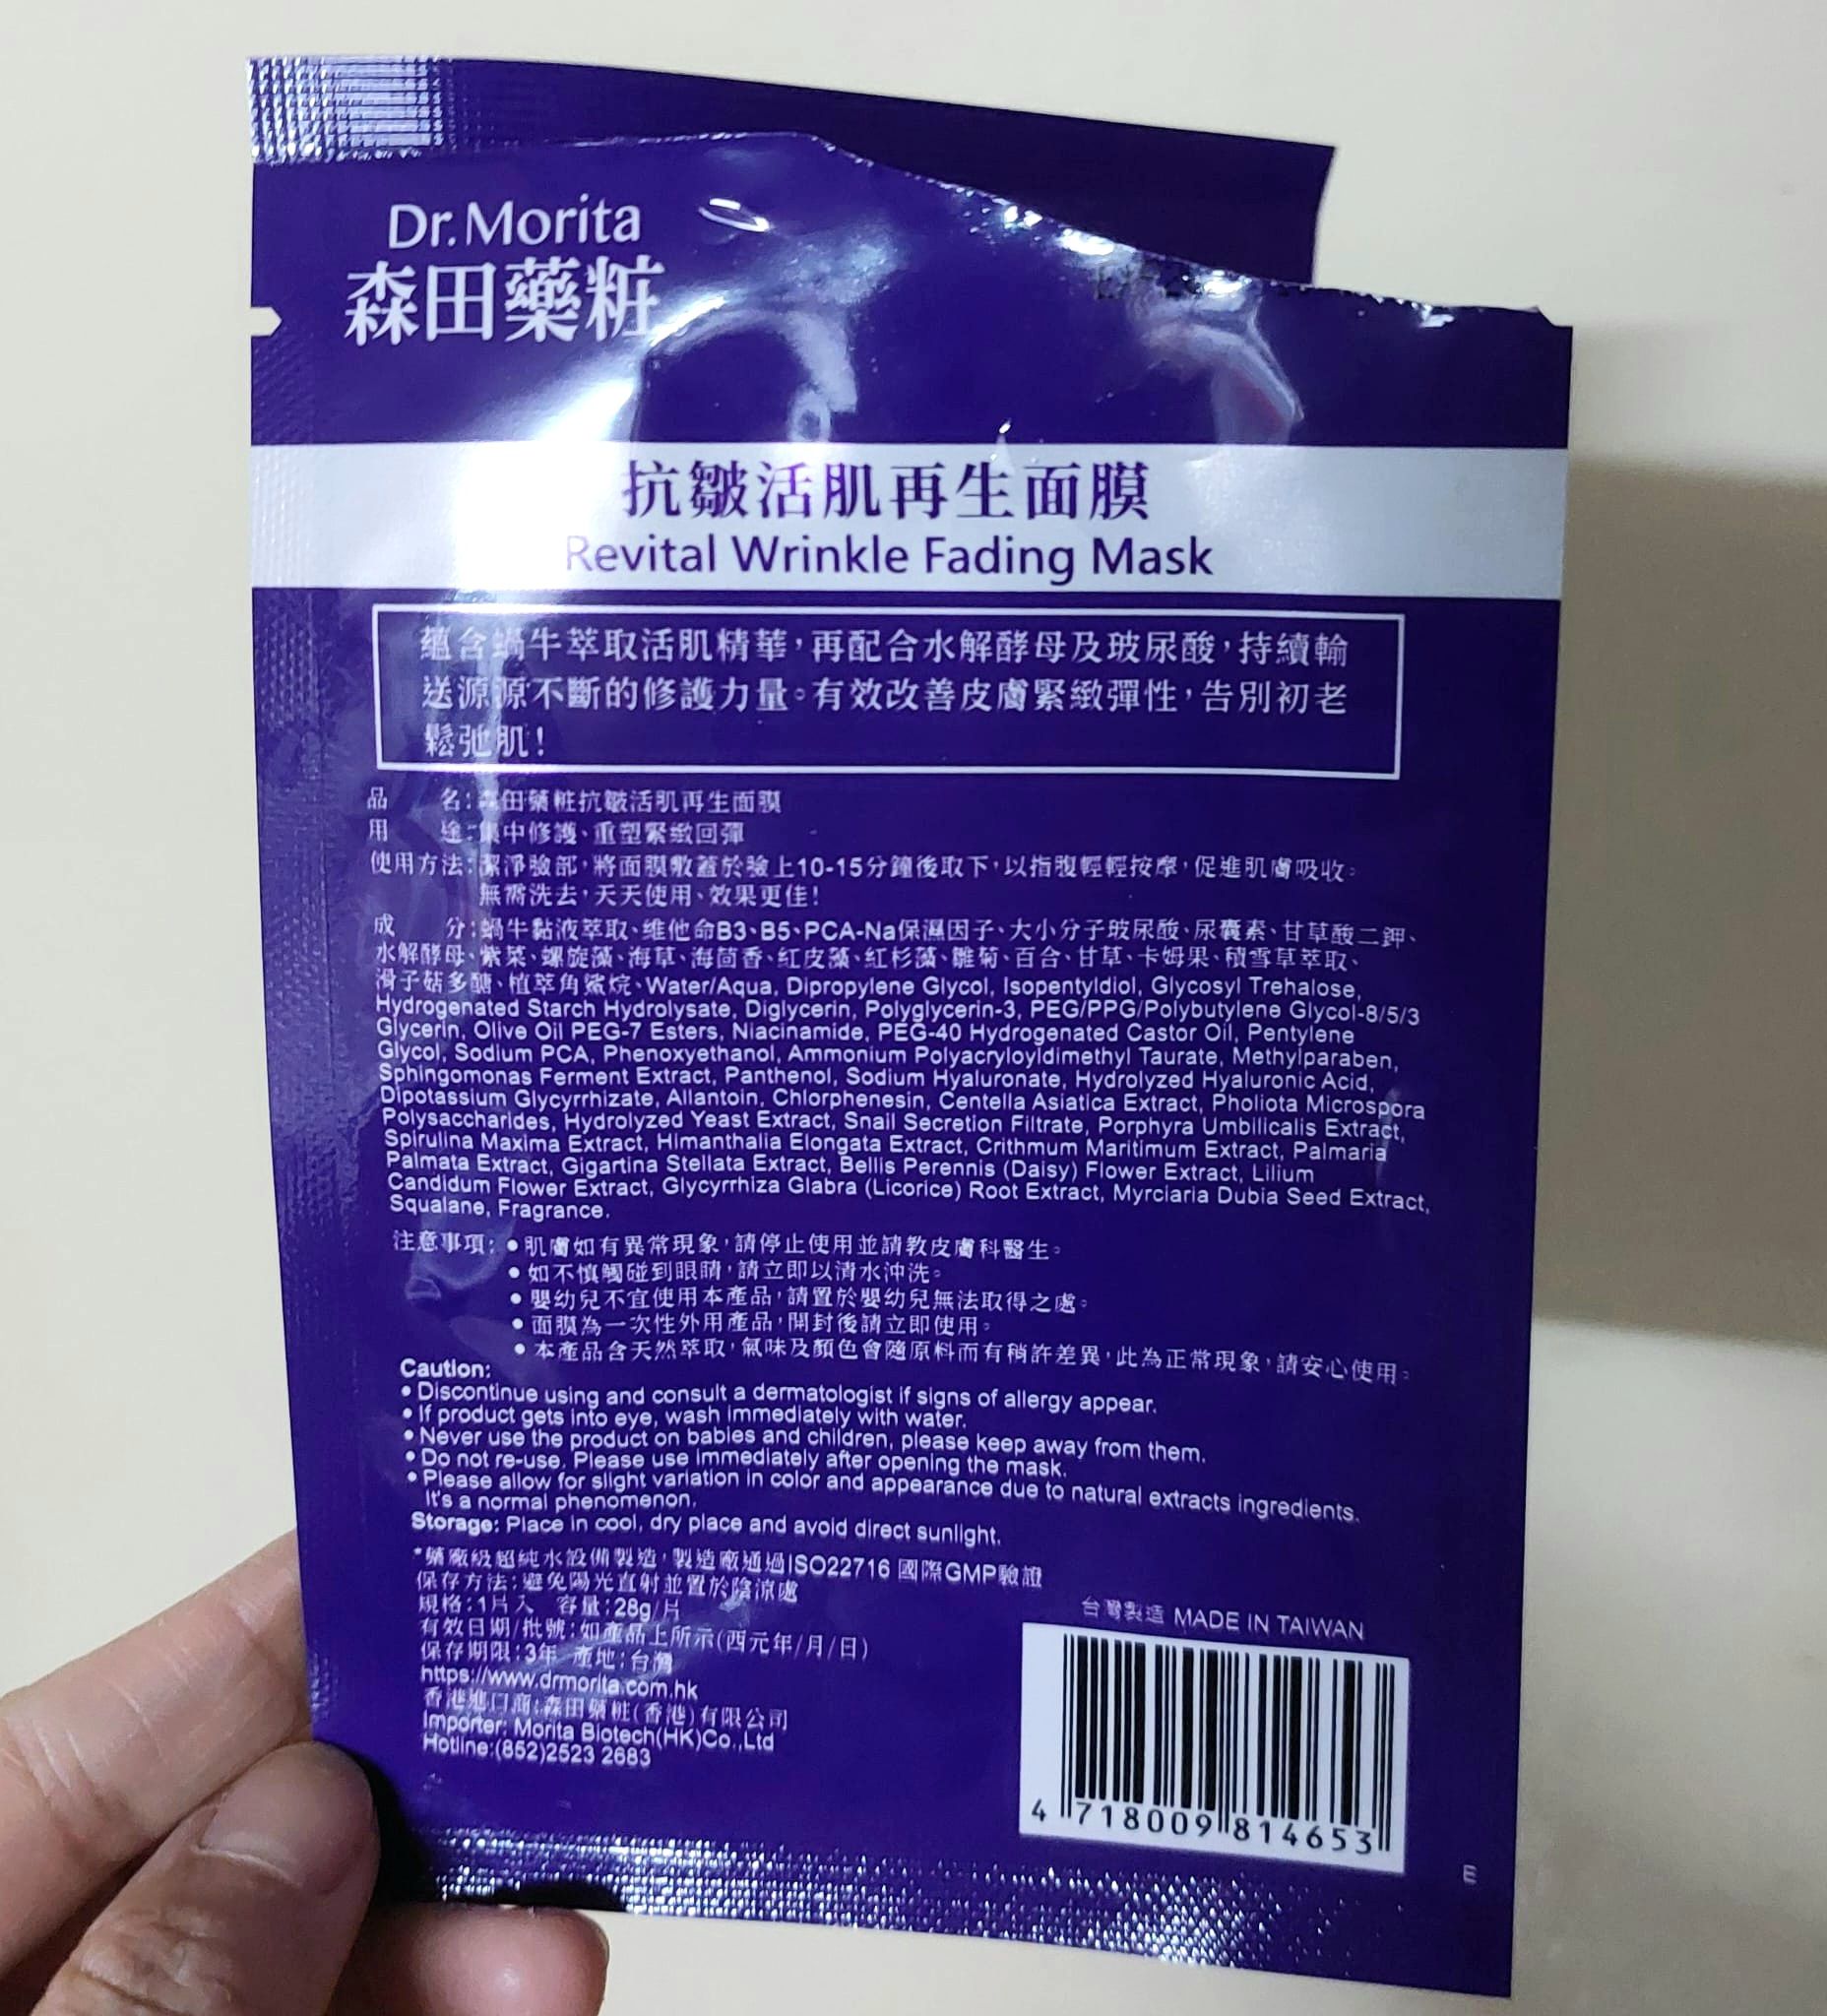 Dr.Morita
森田藥粧
抗皺活肌再生面膜
Revital Wrinkle Fading Mask
蘊含蝸牛萃取活肌精華，再配合水解酵母及玻尿酸，持續輸
送源源不斷的修護力量。有效改善皮膚緊緻彈性，告別初老
鬆弛肌！
品　　名：森田藥粧抗皺活肌再生面膜
用　　途：集中修護、重塑緊緻回彈
使用方法：潔淨臉部，將面膜敷蓋於臉上10-15分鐘後取下，以指腹輕輕按摩，促進肌膚吸收。
無需洗去，天天使用、效果更佳！
成　　分：蝸牛黏液萃取、維他命B3、B5、PCA-Na保濕因子、大小分子玻尿酸、尿囊素、甘草酸二鉀、
水解酵母、紫菜、螺旋藻、海草、海茴香、紅皮藻、紅杉藻、雛菊、百合、甘草、卡姆果、積雪草萃取、
滑子菇多醣、植萃角鯊烷、Water/Aqua, Dipropylene Glycol, Isopentyldiol, Glycosyl Trehalose,
Hydrogenated Starch Hydrolysate, Diglycerin, Polyglycerin-3, PEG/PPG/Polybutylene Glycol-8/5/3
Glycerin, Olive Oil PEG-7 Esters, Niacinamide, PEG-40 Hydrogenated Castor Oil, Pentylene
Glycol, Sodium PCA, Phenoxyethanol, Ammonium Polyacryloyldimethyl Taurate, Methylparaben,
Sphingomonas Ferment Extract, Panthenol, Sodium Hyaluronate, Hydrolyzed Hyaluronic Acid,
Dipotassium Glycyrrhizate, Allantoin, Chlorphenesin, Centella Asiatica Extract, Pholiota Microspora
Polysaccharides, Hydrolyzed Yeast Extract, Snail Secretion Filtrate, Porphyra Umbilicalis Extract,
Spirulina Maxima Extract, Himanthalia Elongata Extract, Crithmum Maritimum Extract, Palmaria
Palmata Extract, Gigartina Stellata Extract, Bellis Perennis (Daisy) Flower Extract, Lilium
Candidum Flower Extract, Glycyrrhiza Glabra (Licorice) Root Extract, Myrciaria Dubia Seed Extract,
Squalane, Fragrance.
注意事項：●肌膚如有異常現象，請停止使用並請教皮膚科醫生。
●如不慎觸碰到眼睛，請立即以清水沖洗。
●嬰幼兒不宜使用本產品，請置於嬰幼兒無法取得之處。
●面膜為一次性外用產品，開封後請立即使用。
●本產品含天然萃取，氣味及顏色會隨原料而有稍許差異，此為正常現象，請安心使用。
Caution:
●Discontinue using and consult a dermatologist if signs of allergy appear.
●If product gets into eye, wash immediately with water.
●Never use the product on babies and children, please keep away from them.
●Do not re-use. Please use immediately after opening the mask.
●Please allow for slight variation in color and appearance due to natural extracts ingredients.
It's a normal phenomenon.
Storage: Place in cool, dry place and avoid direct sunlight.
*藥廠級超純水設備製造，製造廠通過ISO22716 國際GMP驗證
保存方法：避免陽光直射並置於陰涼處
規格：1片入　容量：28g/片
有效日期/批號：如產品上所示(西元年/月/日)
保存期限：3年 產地：台灣
https://www.drmorita.com.hk
香港進口商：森田藥粧(香港)有限公司
Importer: Morita Biotech(HK)Co.,Ltd
Hotline:(852)2523 2683
台灣製造 MADE IN TAIWAN
4 718009 814653
E